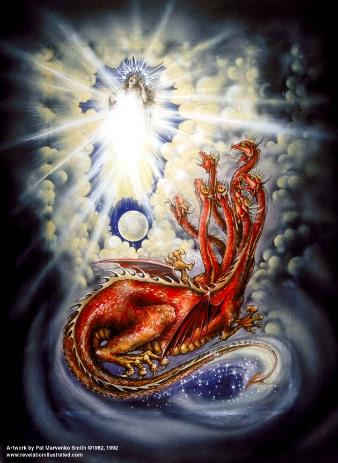 Artwork by Pat Marvenko Smith ©1982, 1992
www.revelationillustrated.com